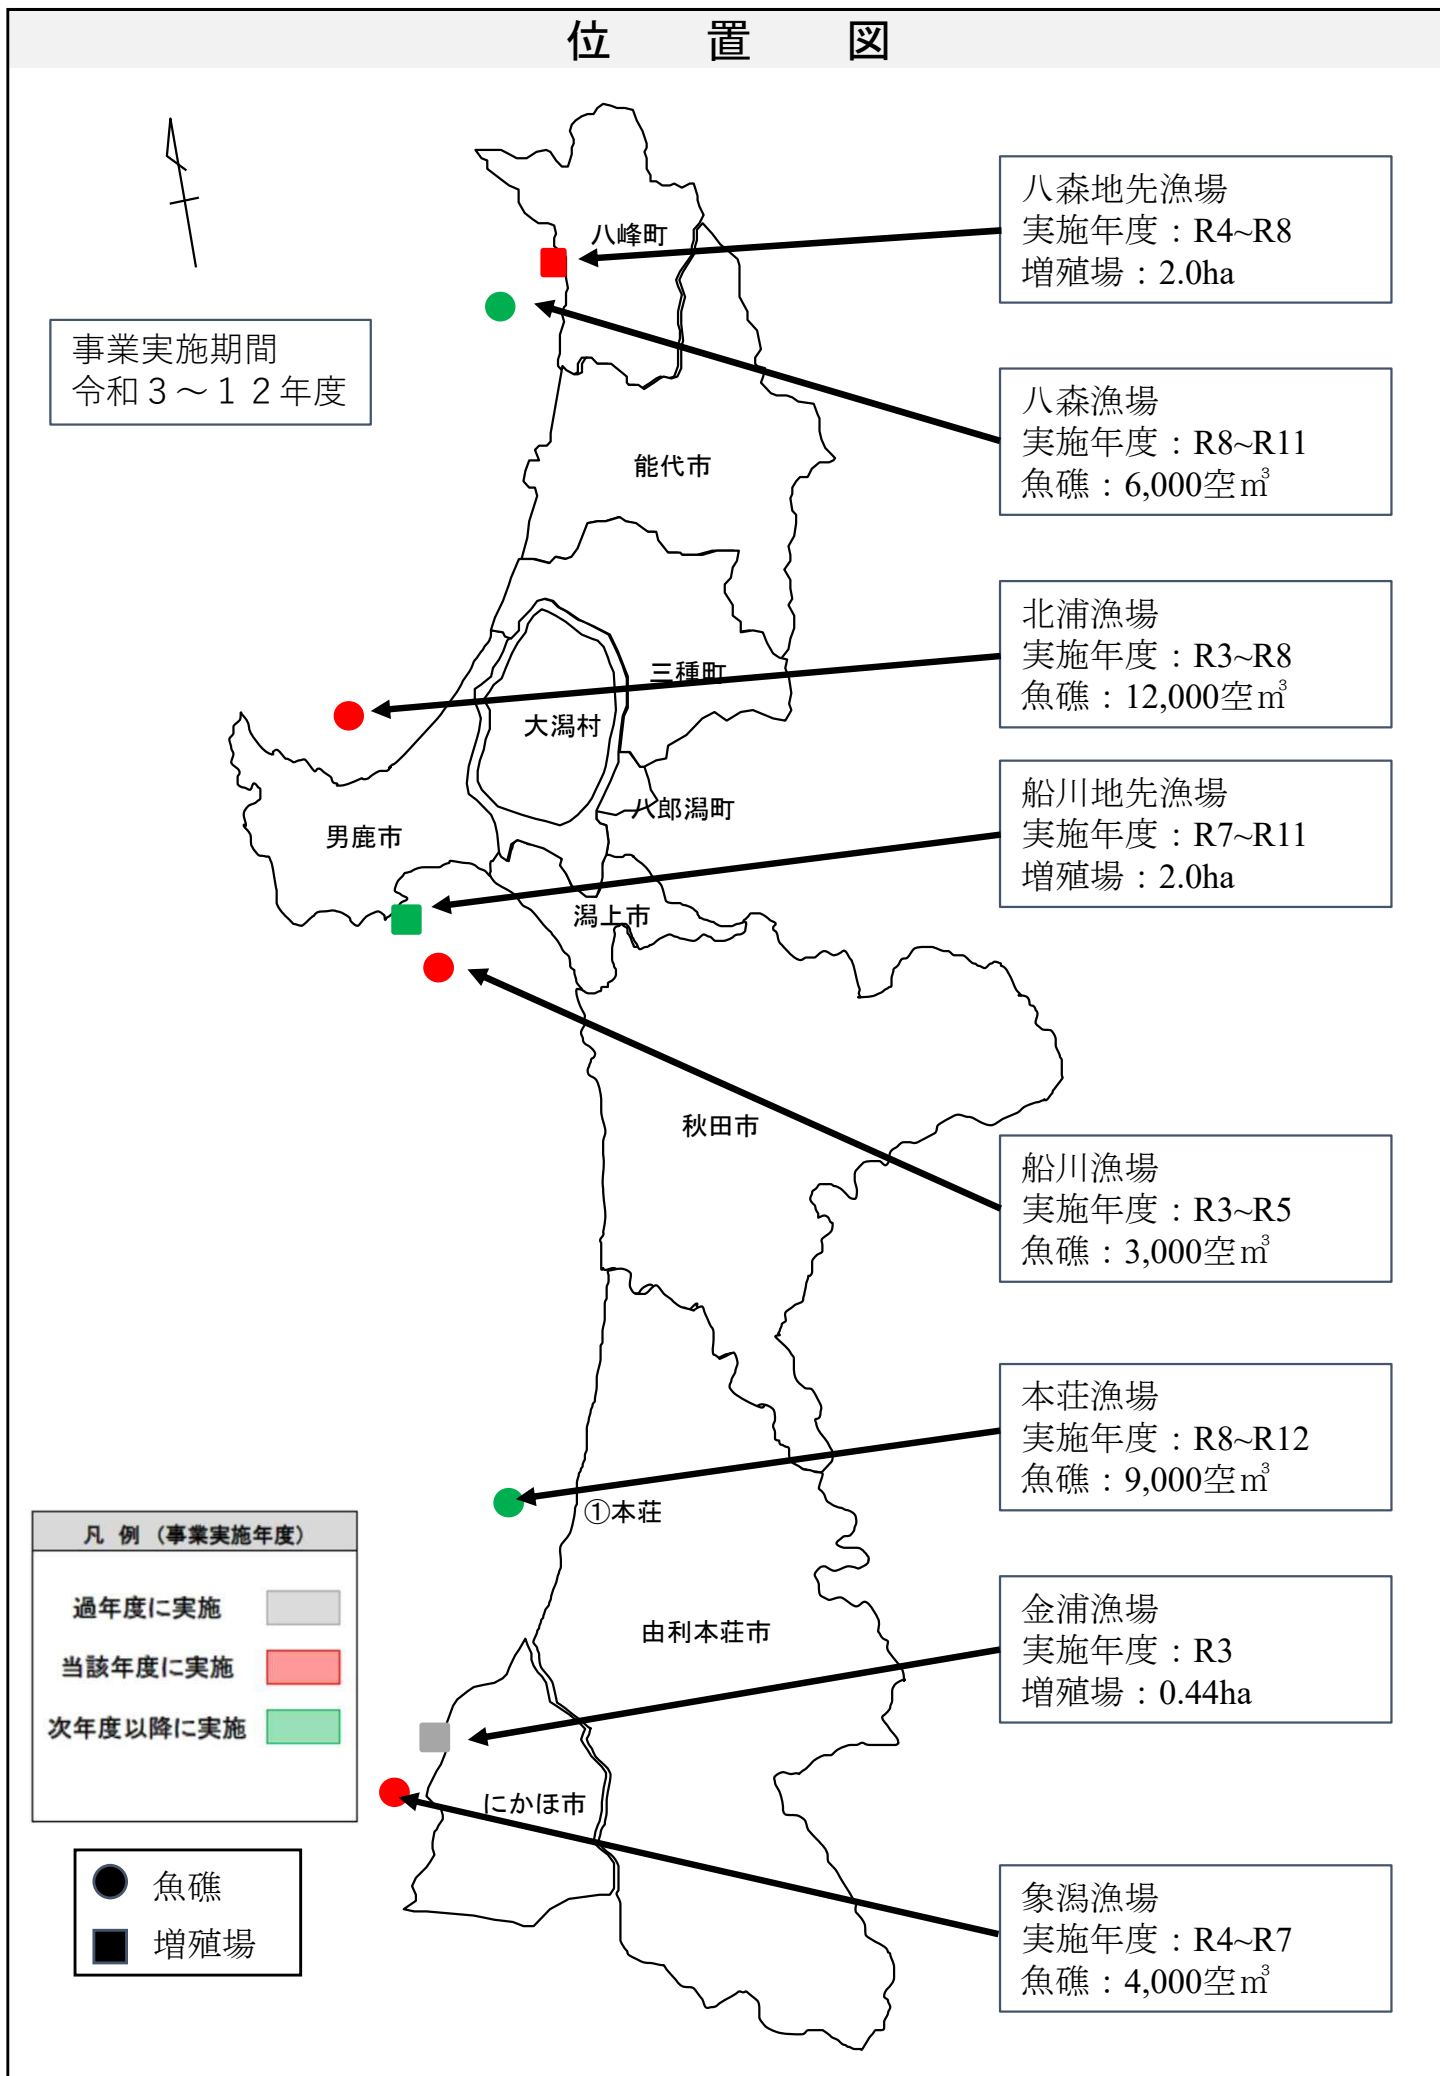 位 置 図
八峰町
八森地先漁場
実施年度：R4~R8
増殖場：2.0ha
事業実施期間
令和３～１２年度
八森漁場
実施年度：R8~R11
魚礁：6,000空㎥
能代市
北浦漁場
実施年度：R3~R8
魚礁：12,000空㎥
三種町
大潟村
八郎潟町
男鹿市
船川地先漁場
実施年度：R7~R11
増殖場：2.0ha
潟上市
秋田市
船川漁場
実施年度：R3~R5
魚礁：3,000空㎥
本荘漁場
実施年度：R8~R12
魚礁：9,000空㎥
①本荘
凡 例 （事業実施年度）
過年度に実施
当該年度に実施
次年度以降に実施
由利本荘市
金浦漁場
実施年度：R3
増殖場：0.44ha
にかほ市
魚礁
増殖場
象潟漁場
実施年度：R4~R7
魚礁：4,000空㎥